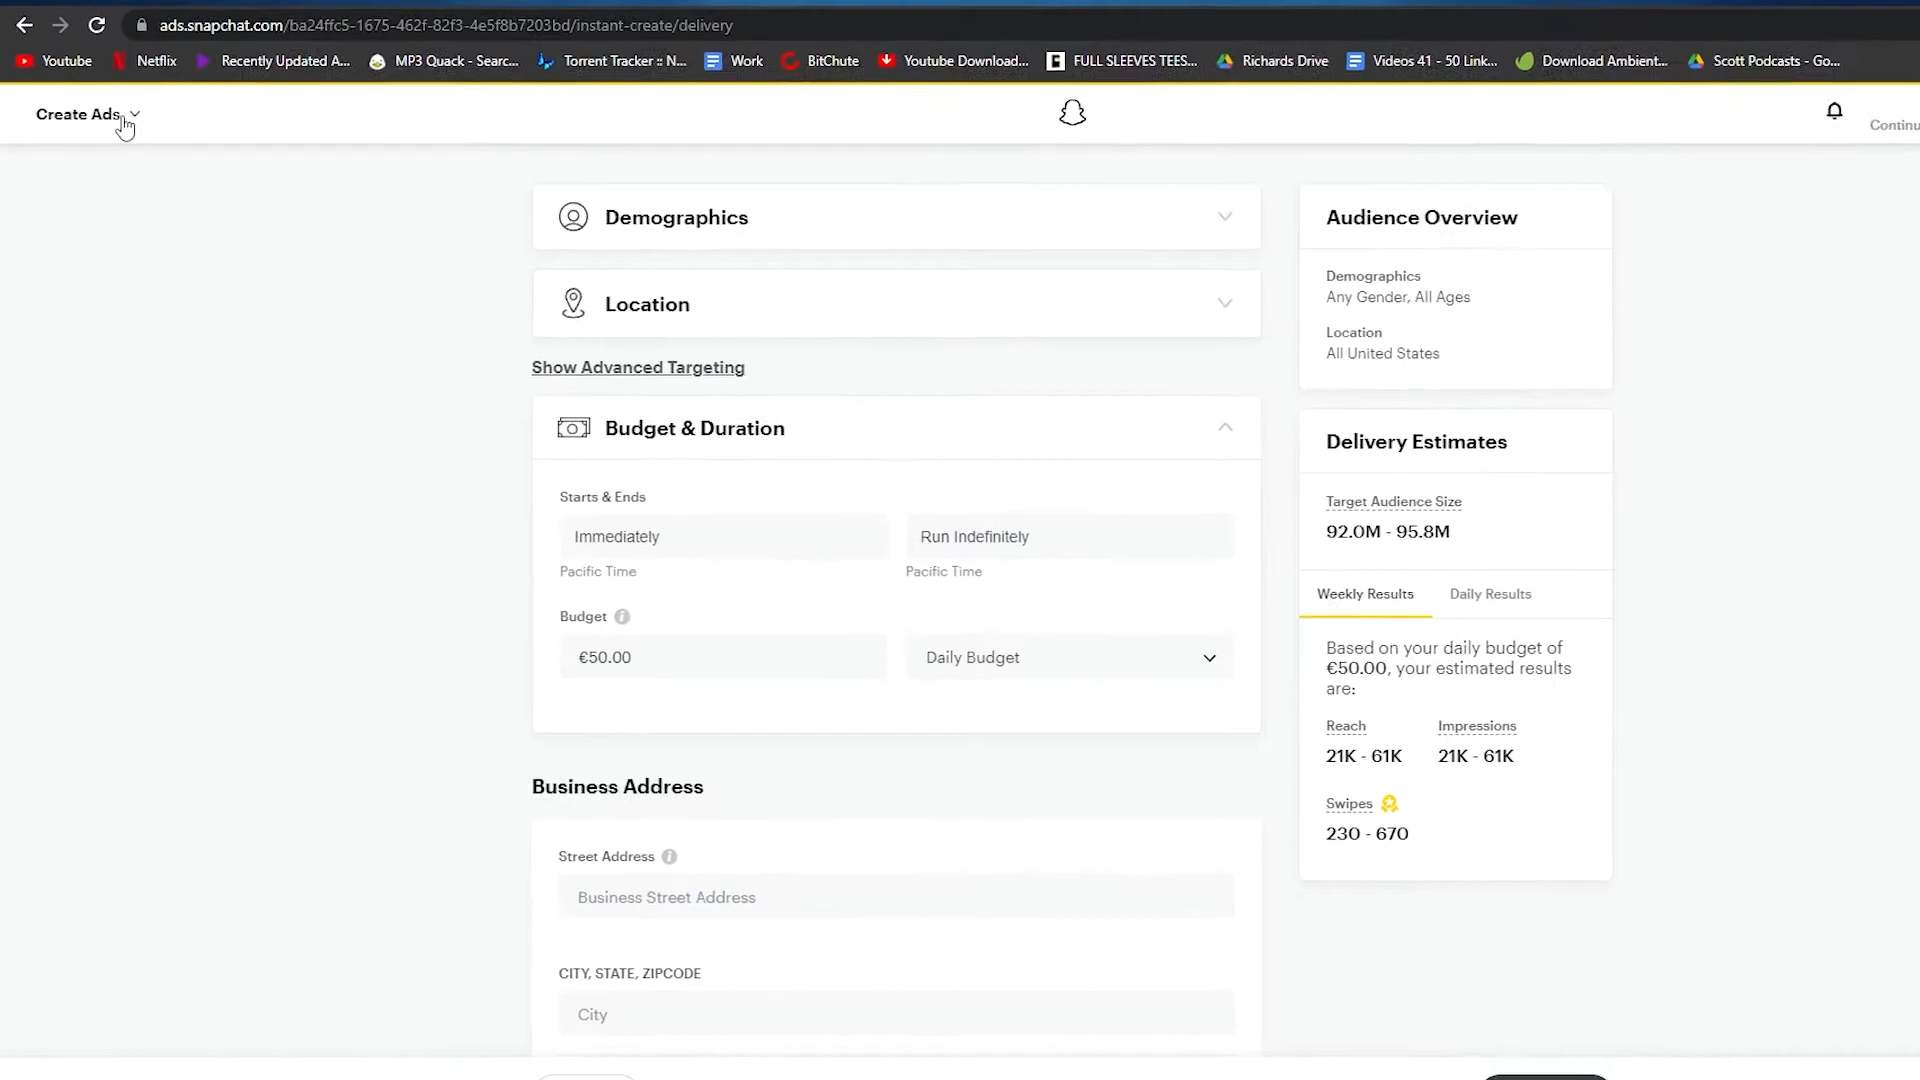 ads.snapchat.com/ba24ffc5-1675-462f-82f3-4e5f8b7203bd/instant-create/delivery
Youtube Netflix Recently Updated A... MP3 Quack - Searc... Torrent Tracker :: N... Work BitChute Youtube Download... FULL SLEEVES TEES... Richards Drive Videos 41 - 50 Link... Download Ambient... Scott Podcasts - Go...
Create Ads
Continu
Demographics
Location
Show Advanced Targeting
Budget & Duration
Starts & Ends
Immediately Run Indefinitely
Pacific Time Pacific Time
Budget
€50.00 Daily Budget
Business Address
Street Address
Business Street Address
CITY, STATE, ZIPCODE
City
Audience Overview
Demographics
Any Gender, All Ages
Location
All United States
Delivery Estimates
Target Audience Size
92.0M - 95.8M
Weekly Results Daily Results
Based on your daily budget of
€50.00, your estimated results
are:
Reach Impressions
21K - 61K 21K - 61K
Swipes
230 - 670